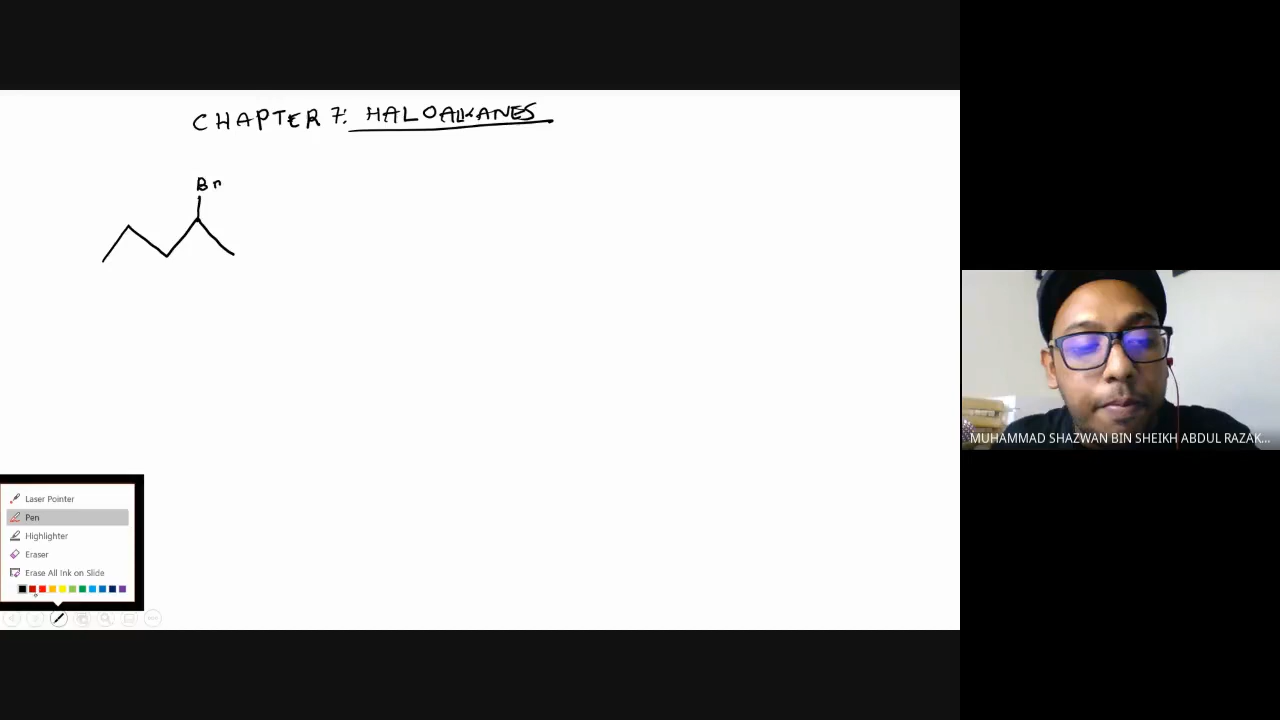 CHAPTER 7: HALOALKANES
Br
Laser Pointer
Pen
Highlighter
Eraser
Erase All Ink on Slide
MUHAMMAD SHAZWAN BIN SHEIKH ABDUL RAZAK...